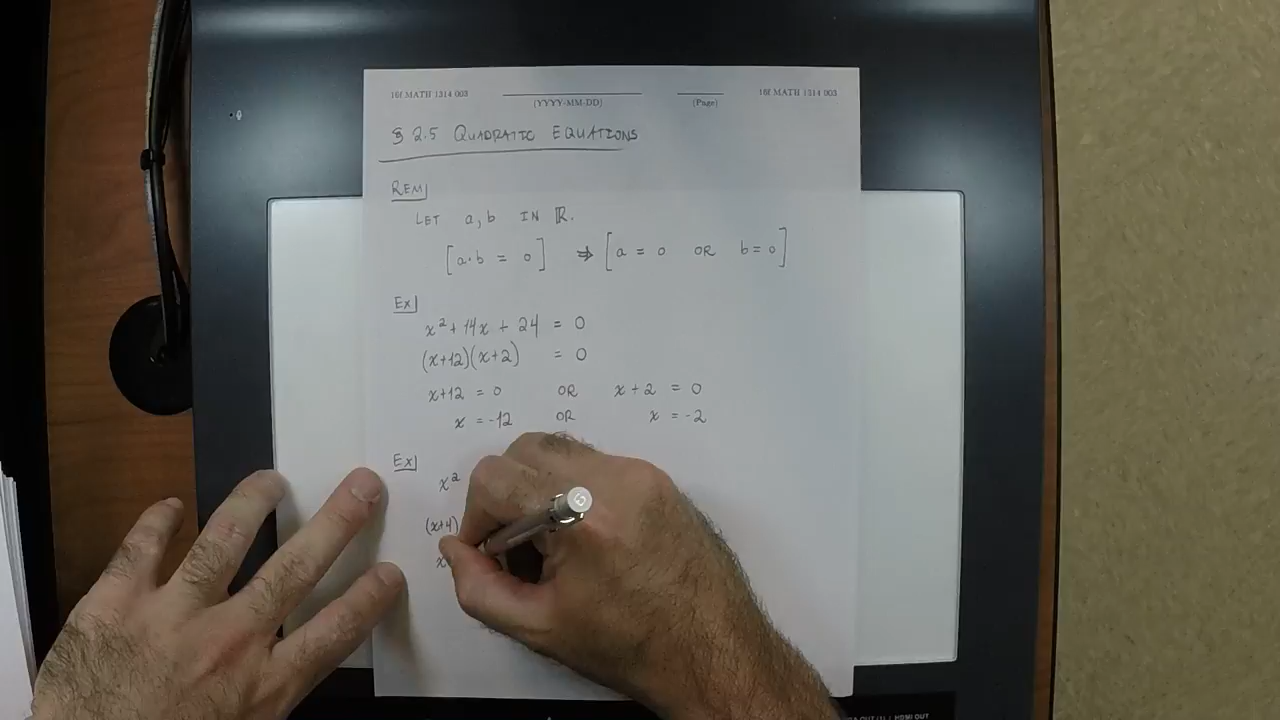 16f MATH 1314 003 (YYYY-MM-DD) (Page) 16f MATH 1314 003
§ 2.5 QUADRATIC EQUATIONS
REM
LET a, b IN ℝ.
[a·b = 0] ⇒ [a = 0 OR b = 0]
Ex
x² + 14x + 24 = 0
(x+12)(x+2) = 0
x+12 = 0 OR x + 2 = 0
x = -12 OR x = -2
Ex
x²
(x+4)
x